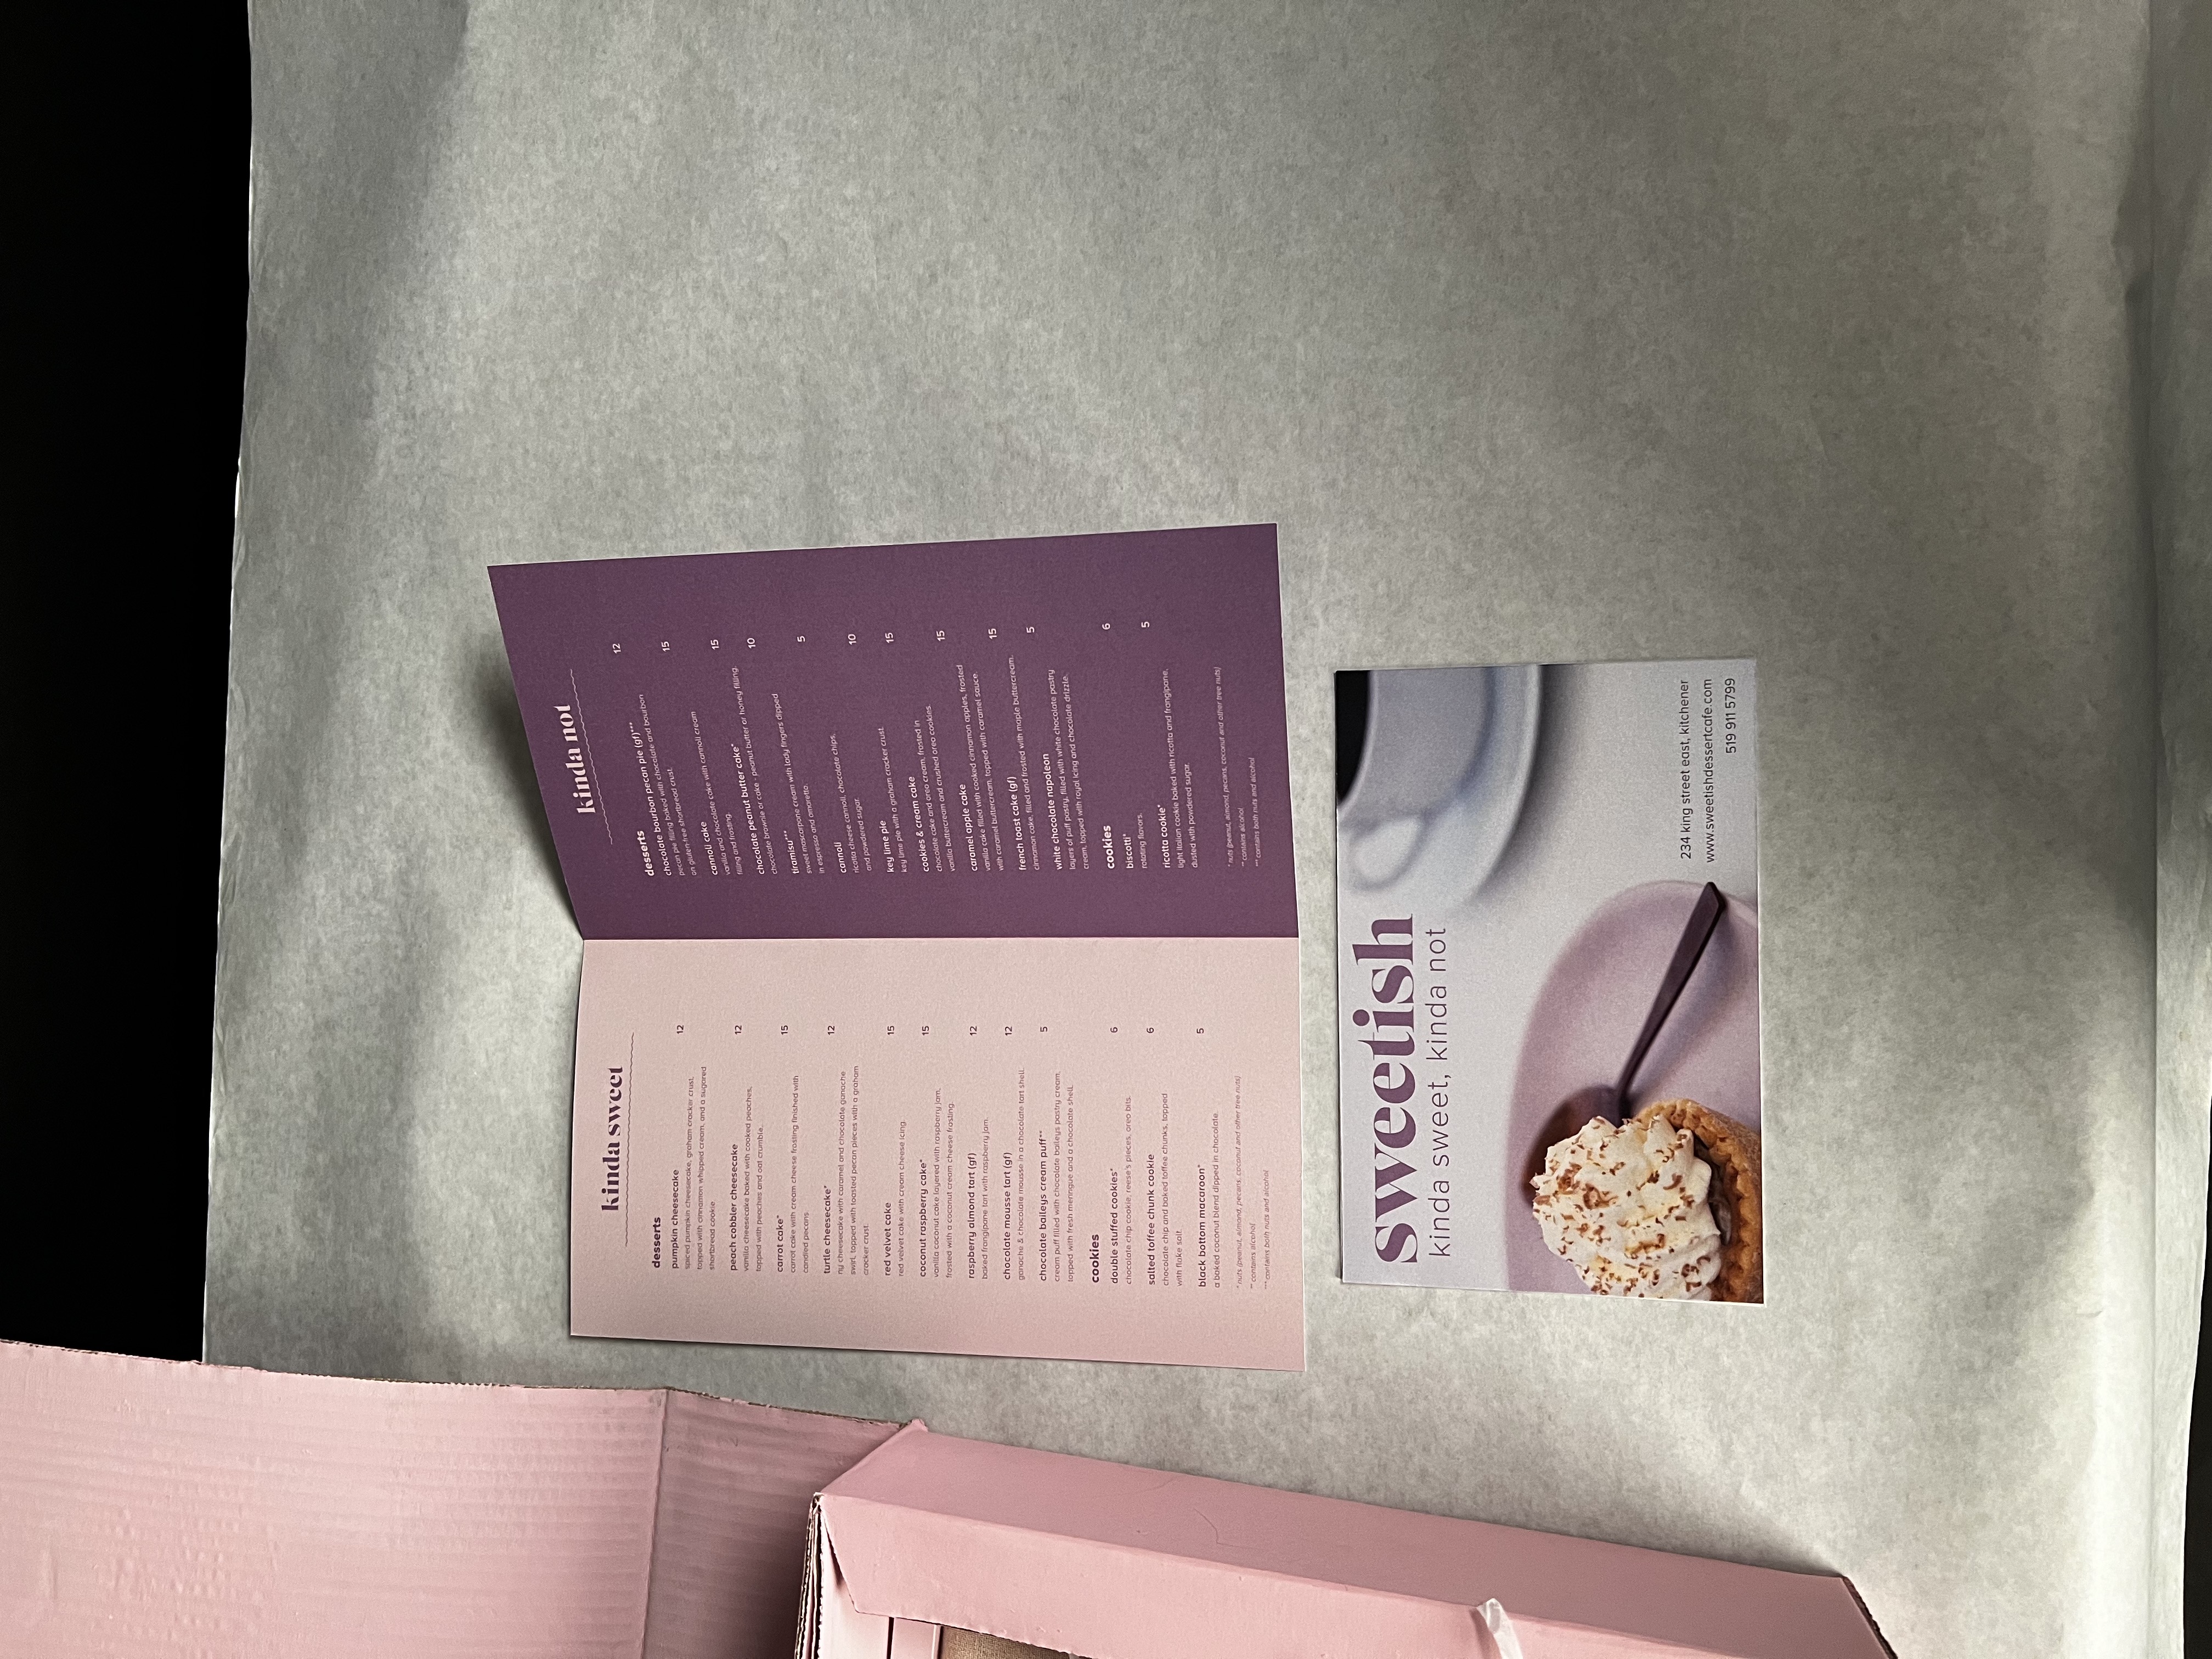 kinda sweet
desserts
pumpkin cheesecake 12
spiced pumpkin cheesecake, graham cracker crust,
topped with cinnamon whipped cream, and a sugared
shortbread cookie.
peach cobbler cheesecake 12
vanilla cheesecake baked with cooked peaches,
topped with peaches and oat crumble.
carrot cake* 15
carrot cake with cream cheese frosting finished with
candied pecans.
turtle cheesecake* 12
ny cheesecake with caramel and chocolate ganache
swirl, topped with toasted pecan pieces with a graham
cracker crust.
red velvet cake 15
red velvet cake with cream cheese icing.
coconut raspberry cake* 15
vanilla coconut cake layered with raspberry jam,
frosted with a coconut cream cheese frosting.
raspberry almond tart (gf) 12
baked frangipane tart with raspberry jam.
chocolate mousse tart (gf) 12
ganache & chocolate mousse in a chocolate tart shell.
chocolate baileys cream puff** 5
cream puff filled with chocolate baileys pastry cream.
topped with fresh meringue and a chocolate shell.
cookies
double stuffed cookies* 6
chocolate chip cookie, reese's pieces, oreo bits.
salted toffee chunk cookie 6
chocolate chip and baked toffee chunks, topped
with flake salt.
black bottom macaroon* 5
a baked coconut blend dipped in chocolate.
* nuts (peanut, almond, pecans, coconut and other tree nuts)
** contains alcohol
*** contains both nuts and alcohol
kinda not
desserts
chocolate bourbon pecan pie (gf)*** 12
pecan pie filling baked with chocolate and bourbon
on gluten-free shortbread crust.
cannoli cake 15
vanilla and chocolate cake with cannoli cream
filling and frosting.
chocolate peanut butter cake* 15
chocolate brownie or cake - peanut butter or honey filling.
tiramisu*** 10
sweet mascarpone cream with lady fingers dipped
in espresso and amaretto.
cannoli 5
ricotta cheese cannoli, chocolate chips,
and powdered sugar.
key lime pie 10
key lime pie with a graham cracker crust.
cookies & cream cake 15
chocolate cake and oreo cream, frosted in
vanilla buttercream and crushed oreo cookies.
caramel apple cake 15
vanilla cake filled with cooked cinnamon apples, frosted
with caramel buttercream, topped with caramel sauce.
french toast cake (gf) 15
cinnamon cake, filled and frosted with maple buttercream.
white chocolate napoleon 5
layers of puff pastry, filled with white chocolate pastry
cream, topped with royal icing and chocolate drizzle.
cookies
biscotti* 6
rotating flavors.
ricotta cookie* 5
light italian cookie baked with ricotta and frangipane,
dusted with powdered sugar.
* nuts (peanut, almond, pecans, coconut and other tree nuts)
** contains alcohol
*** contains both nuts and alcohol
sweetish
kinda sweet, kinda not
234 king street east, kitchener
www.sweetishdessertcafe.com
519 911 5799